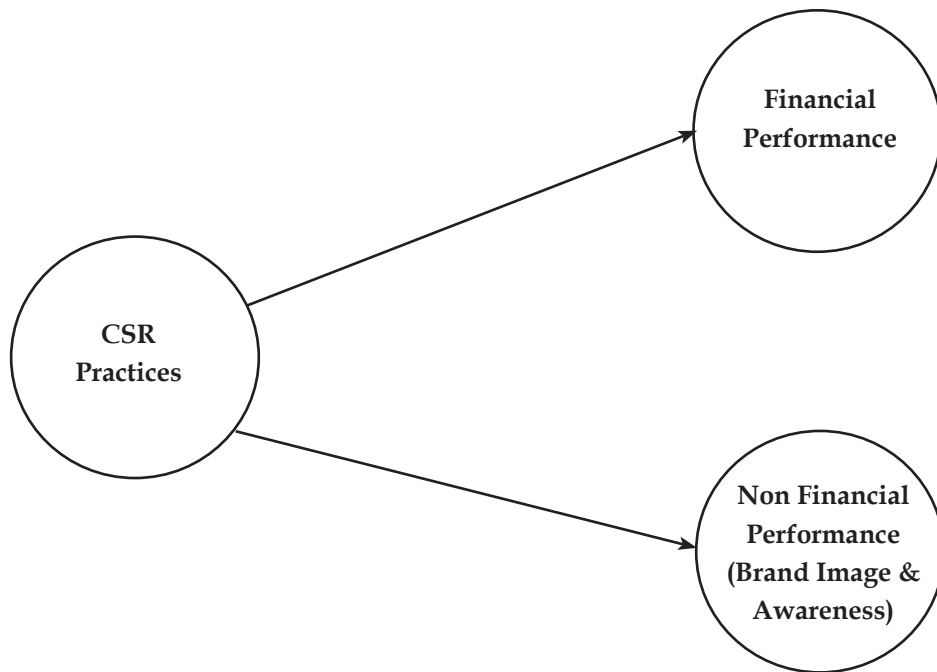 Financial
Performance
CSR
Practices
Non Financial
Performance
(Brand Image &
Awareness)